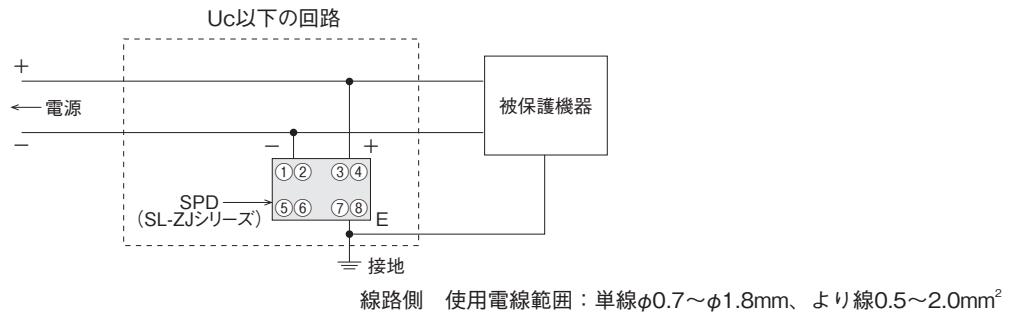 Uc以下の回路
+
← 電源
−
被保護機器
− +
①② ③④
⑤⑥ ⑦⑧
SPD
（SL-ZJシリーズ）
E
接地
線路側　使用電線範囲：単線φ0.7～φ1.8mm、より線0.5～2.0mm²